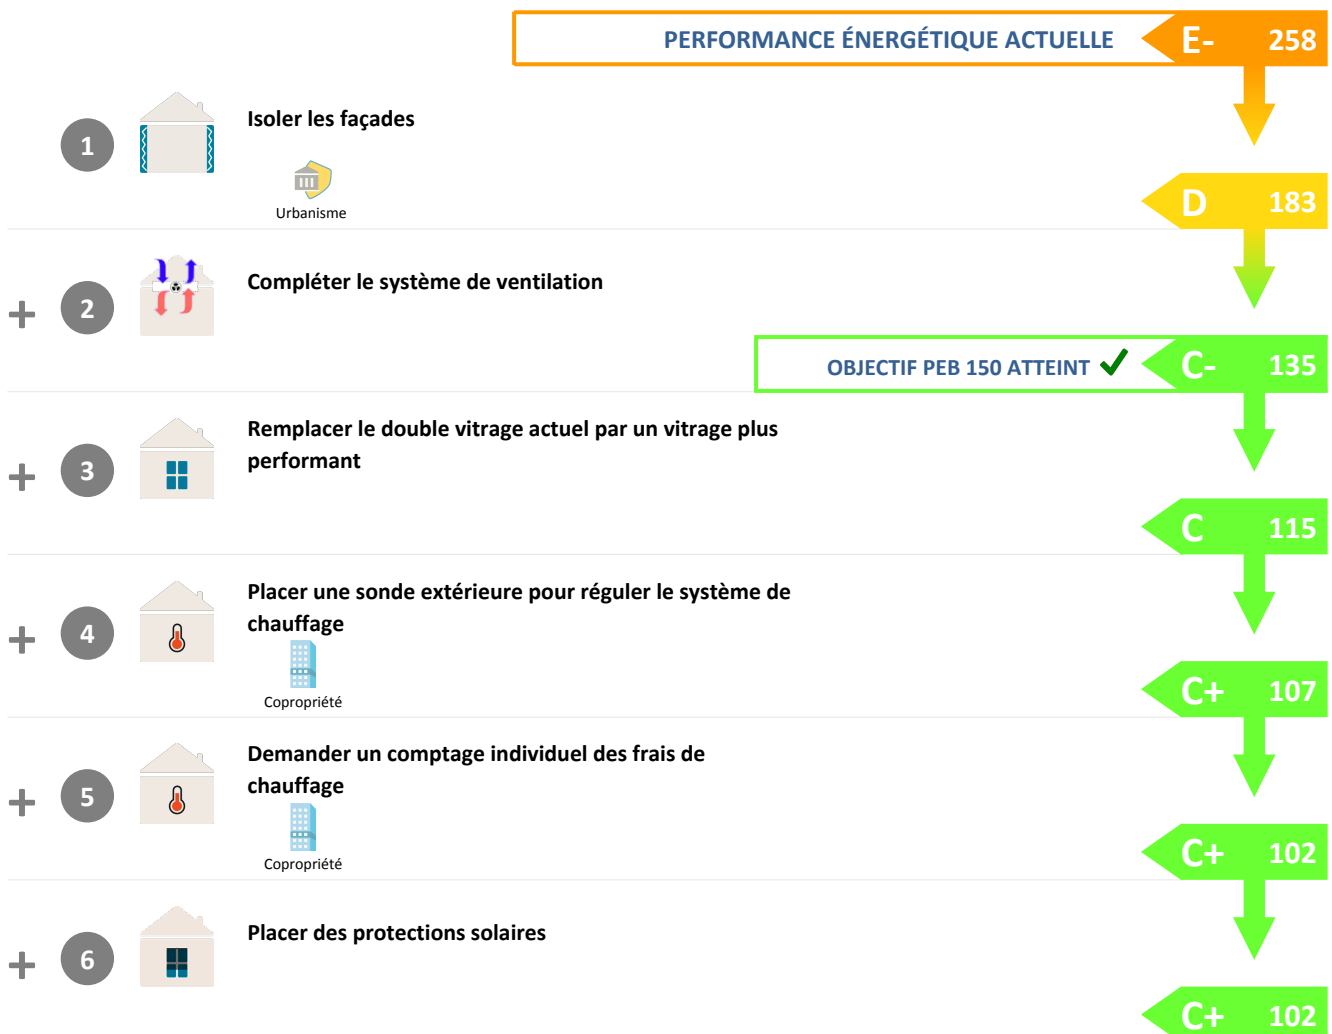 PERFORMANCE ÉNERGÉTIQUE ACTUELLE
E- 258
1
Isoler les façades
Urbanisme
D 183
+ 2
Compléter le système de ventilation
OBJECTIF PEB 150 ATTEINT
C- 135
+ 3
Remplacer le double vitrage actuel par un vitrage plus
performant
C 115
+ 4
Placer une sonde extérieure pour réguler le système de
chauffage
Copropriété
C+ 107
+ 5
Demander un comptage individuel des frais de
chauffage
Copropriété
C+ 102
+ 6
Placer des protections solaires
C+ 102